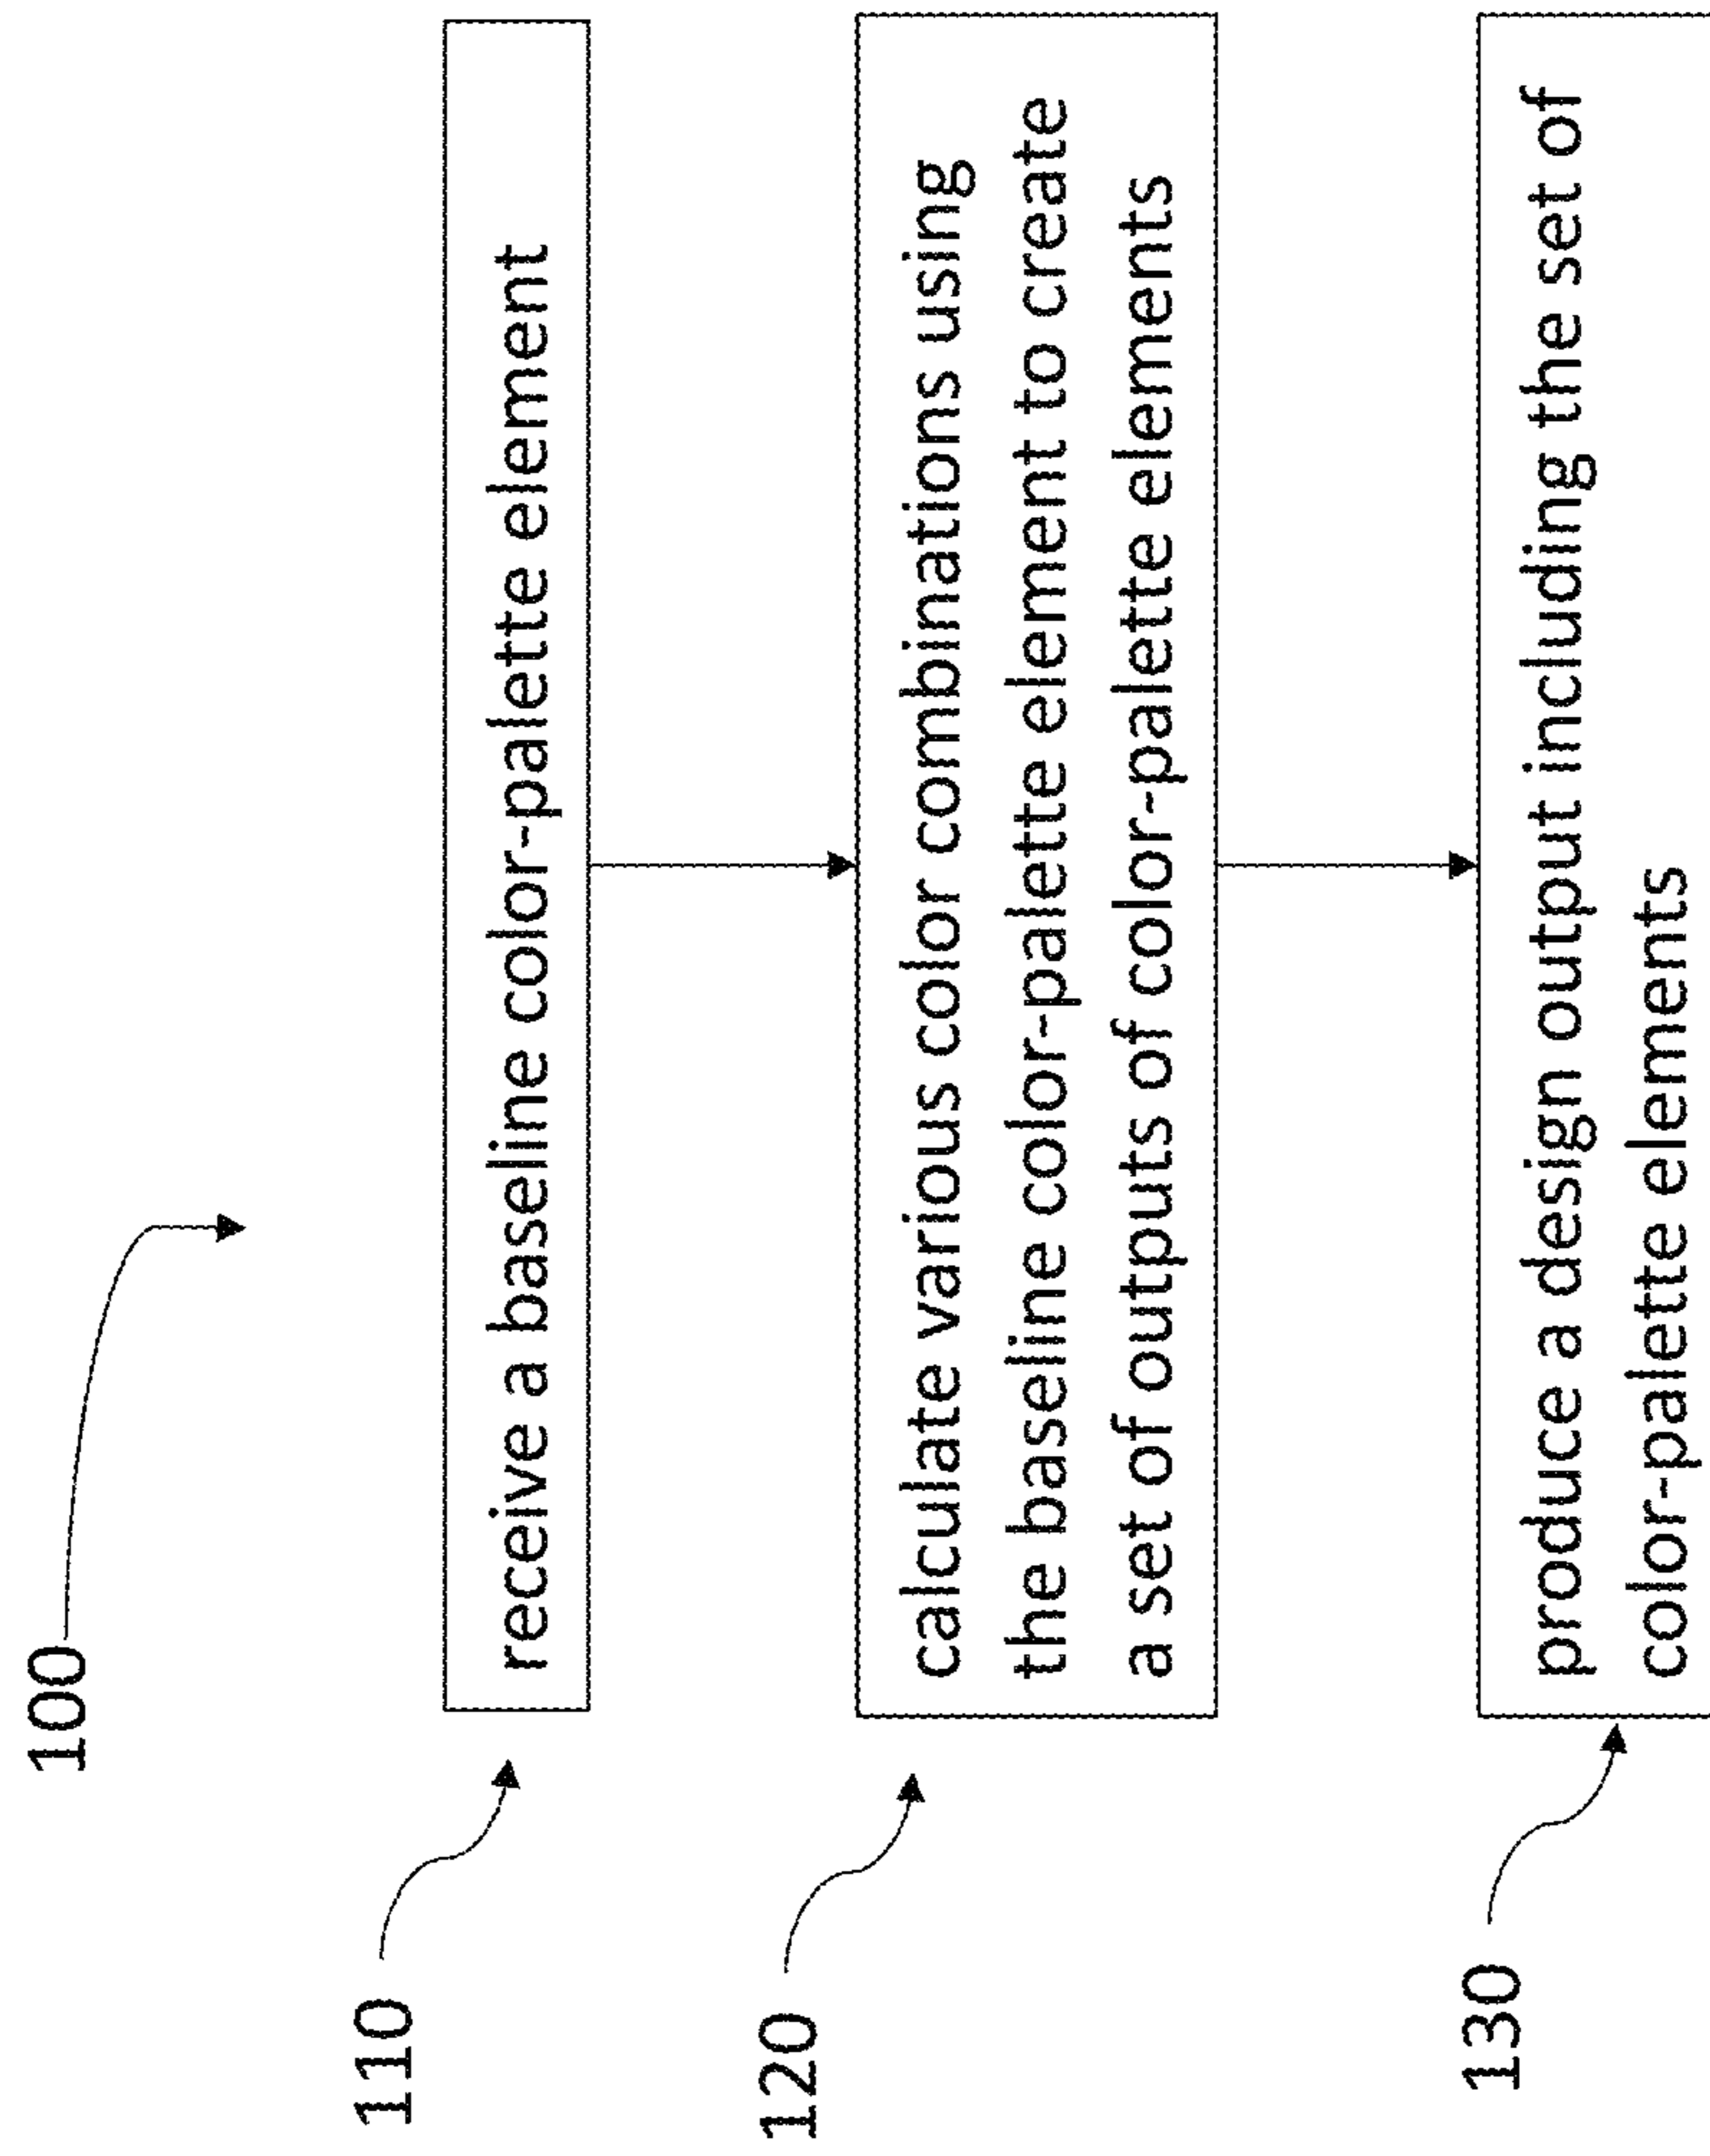 100
110
receive a baseline color-palette element
120
calculate various color combinations using
the baseline color-palette element to create
a set of outputs of color-palette elements
130
produce a design output including the set of
color-palette elements